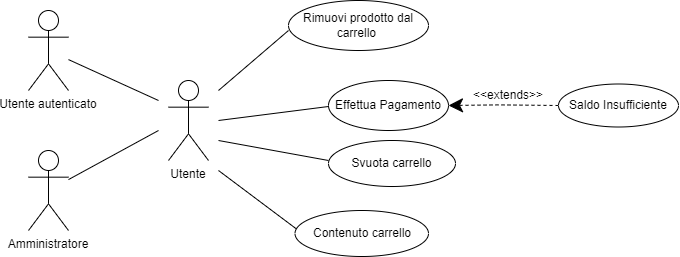 Rimuovi prodotto dal
carrello
Utente autenticato
Effettua Pagamento
<<extends>>
Saldo Insufficiente
Utente
Svuota carrello
Amministratore
Contenuto carrello